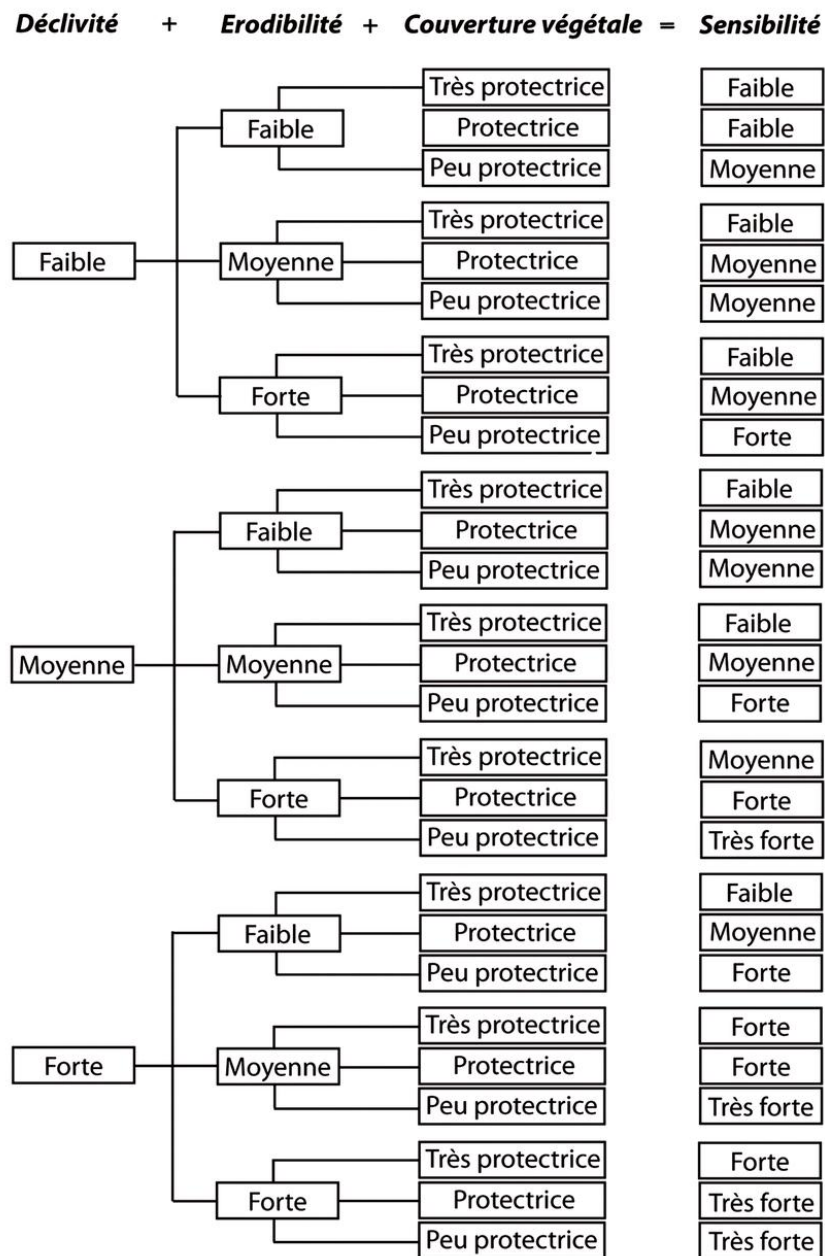 Déclivité + Erodibilité + Couverture végétale = Sensibilité
Très protectrice Faible
Faible Protectrice Faible
Peu protectrice Moyenne
Très protectrice Faible
Faible Moyenne Protectrice Moyenne
Peu protectrice Moyenne
Très protectrice Faible
Forte Protectrice Moyenne
Peu protectrice Forte
Très protectrice Faible
Faible Protectrice Moyenne
Peu protectrice Moyenne
Très protectrice Faible
Moyenne Moyenne Protectrice Moyenne
Peu protectrice Forte
Très protectrice Moyenne
Forte Protectrice Forte
Peu protectrice Très forte
Très protectrice Faible
Faible Protectrice Moyenne
Peu protectrice Forte
Très protectrice Forte
Forte Moyenne Protectrice Forte
Peu protectrice Très forte
Très protectrice Forte
Forte Protectrice Très forte
Peu protectrice Très forte